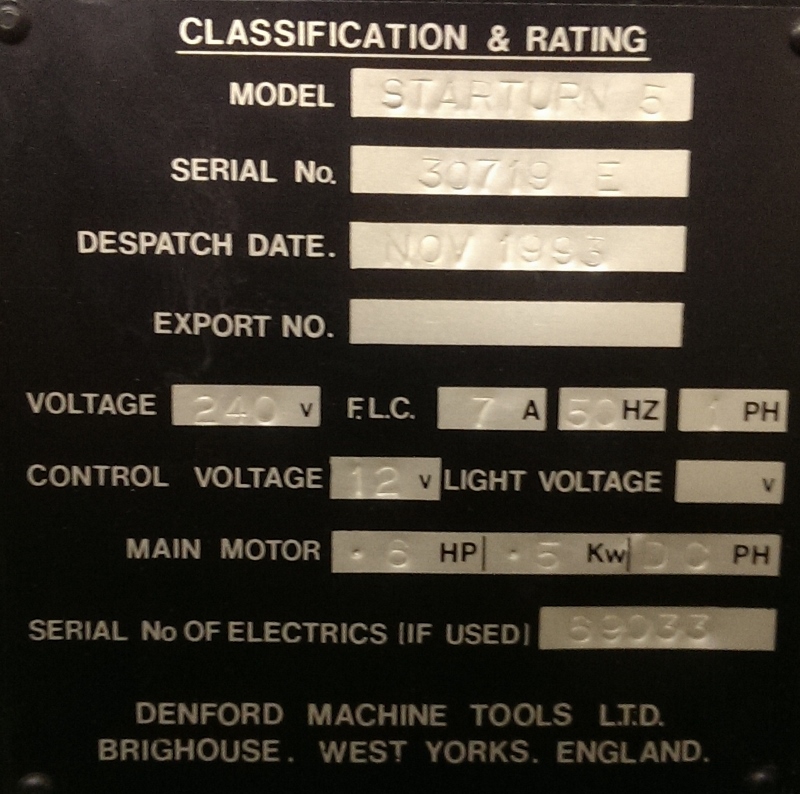 CLASSIFICATION & RATING
MODEL STARTURN 5
SERIAL No. 30719 E
DESPATCH DATE. NOV 1993
EXPORT NO.
VOLTAGE 240 V F.L.C. 7 A 50 HZ 1 PH
CONTROL VOLTAGE 12 V LIGHT VOLTAGE V
MAIN MOTOR .6 HP .5 Kw DC PH
SERIAL No OF ELECTRICS (IF USED) 69033
DENFORD MACHINE TOOLS L.T.D.
BRIGHOUSE. WEST YORKS. ENGLAND.